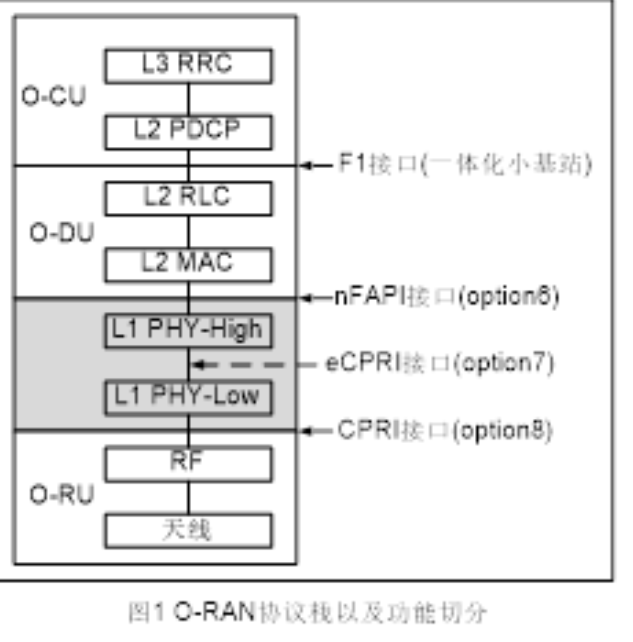 L3 RRC
O-CU
L2 PDCP
F1接口(一体化小基站)
L2 RLC
O-DU
L2 MAC
nFAPI接口(option6)
L1 PHY-High
eCPRI接口(option7)
L1 PHY-Low
CPRI接口(option8)
RF
O-RU
天线
图1 O-RAN协议栈以及功能切分